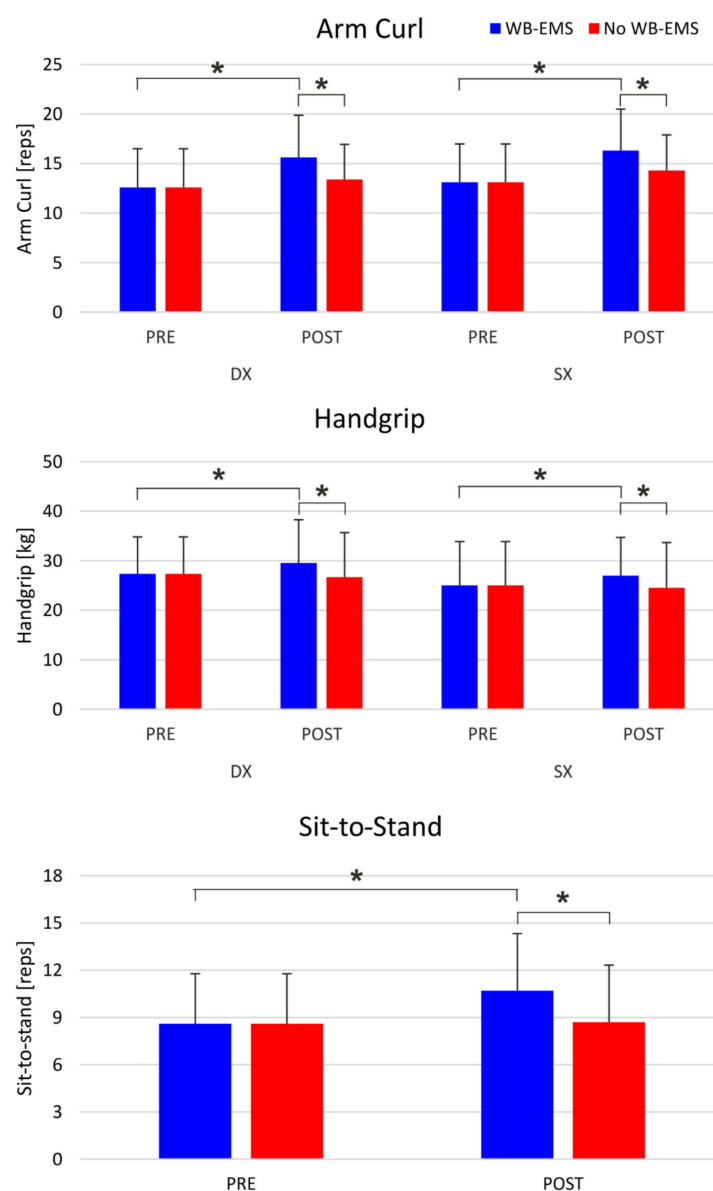 Arm Curl
WB-EMS No WB-EMS
Arm Curl [reps]
25
20
15
10
5
0
* * * *
PRE POST PRE POST
DX SX
Handgrip
Handgrip [kg]
50
40
30
20
10
0
* * * *
PRE POST PRE POST
DX SX
Sit-to-Stand
Sit-to-stand [reps]
18
15
12
9
6
3
0
* *
PRE POST